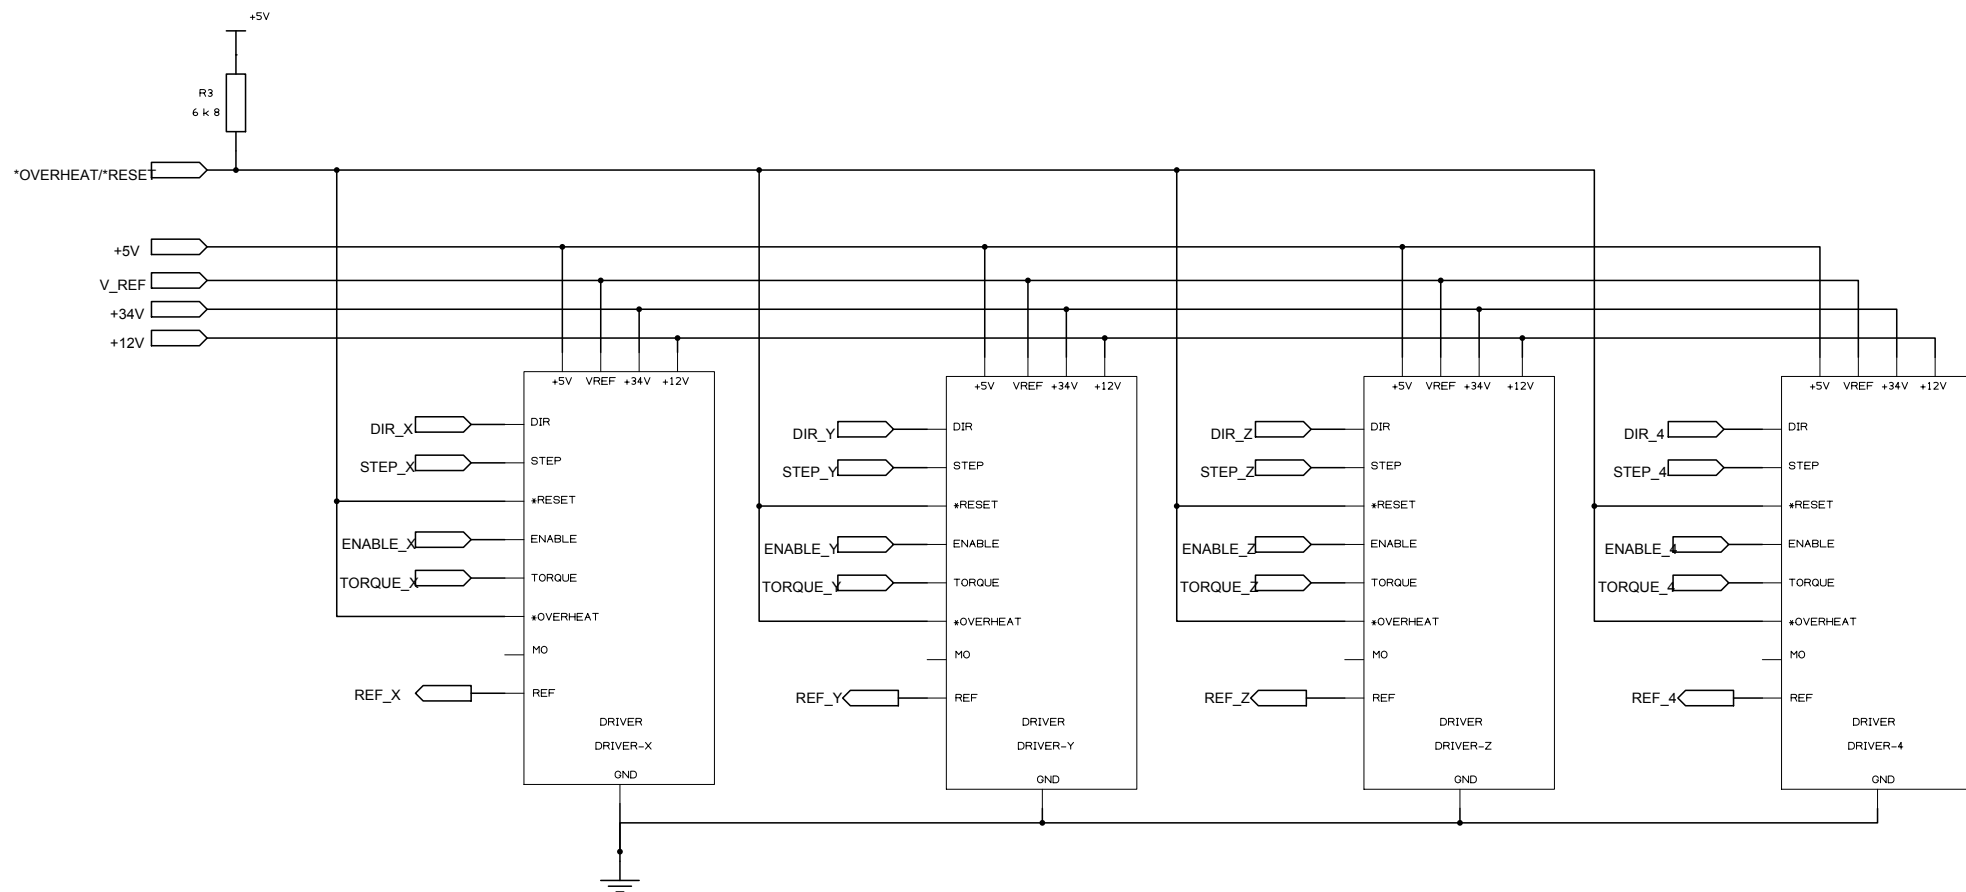 +5V
R3
6 k 8
*OVERHEAT/*RESET
+5V
V_REF
+34V
+12V
+5V VREF +34V +12V
DIR_X DIR
STEP_X STEP
*RESET
ENABLE_X ENABLE
TORQUE_X TORQUE
*OVERHEAT
MO
REF_X REF
DRIVER
DRIVER-X
GND
+5V VREF +34V +12V
DIR_Y DIR
STEP_Y STEP
*RESET
ENABLE_Y ENABLE
TORQUE_Y TORQUE
*OVERHEAT
MO
REF_Y REF
DRIVER
DRIVER-Y
GND
+5V VREF +34V +12V
DIR_Z DIR
STEP_Z STEP
*RESET
ENABLE_Z ENABLE
TORQUE_Z TORQUE
*OVERHEAT
MO
REF_Z REF
DRIVER
DRIVER-Z
GND
+5V VREF +34V +12V
DIR_4 DIR
STEP_4 STEP
*RESET
ENABLE_4 ENABLE
TORQUE_4 TORQUE
*OVERHEAT
MO
REF_4 REF
DRIVER
DRIVER-4
GND